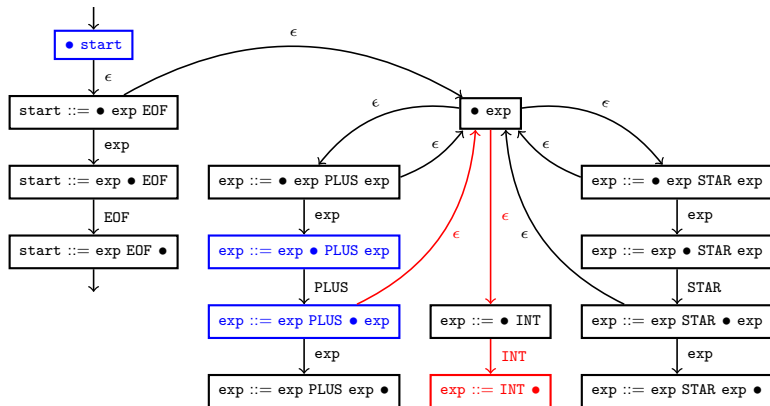 ● start
ϵ
start ::= ● exp EOF
exp
start ::= exp ● EOF
EOF
start ::= exp EOF ●
ϵ
● exp
ϵ
ϵ
ϵ
ϵ
exp ::= ● exp PLUS exp
exp
exp ::= exp ● PLUS exp
PLUS
exp ::= exp PLUS ● exp
exp
exp ::= exp PLUS exp ●
ϵ
ϵ
ϵ
exp ::= ● INT
INT
exp ::= INT ●
exp ::= ● exp STAR exp
exp
exp ::= exp ● STAR exp
STAR
exp ::= exp STAR ● exp
exp
exp ::= exp STAR exp ●